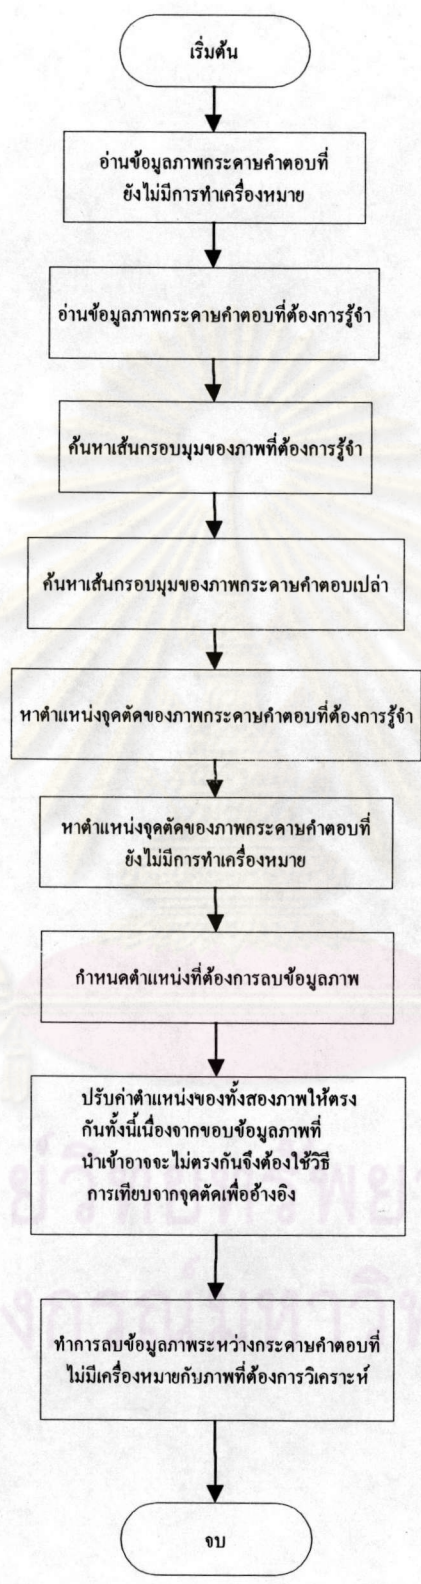 เริ่มต้น
อ่านข้อมูลภาพกระดาษคำตอบที่
ยังไม่มีการทำเครื่องหมาย
อ่านข้อมูลภาพกระดาษคำตอบที่ต้องการรู้จำ
ค้นหาเส้นกรอบมุมของภาพที่ต้องการรู้จำ
ค้นหาเส้นกรอบมุมของภาพกระดาษคำตอบเปล่า
หาตำแหน่งจุดตัดของภาพกระดาษคำตอบที่ต้องการรู้จำ
หาตำแหน่งจุดตัดของภาพกระดาษคำตอบที่
ยังไม่มีการทำเครื่องหมาย
กำหนดตำแหน่งที่ต้องการลบข้อมูลภาพ
ปรับค่าตำแหน่งของทั้งสองภาพให้ตรง
กันทั้งนี้เนื่องจากขอบข้อมูลภาพที่
นำเข้าอาจจะไม่ตรงกันจึงต้องใช้วิธี
การเทียบจากจุดตัดเพื่ออ้างอิง
ทำการลบข้อมูลภาพระหว่างกระดาษคำตอบที่
ไม่มีเครื่องหมายกับภาพที่ต้องการวิเคราะห์
จบ